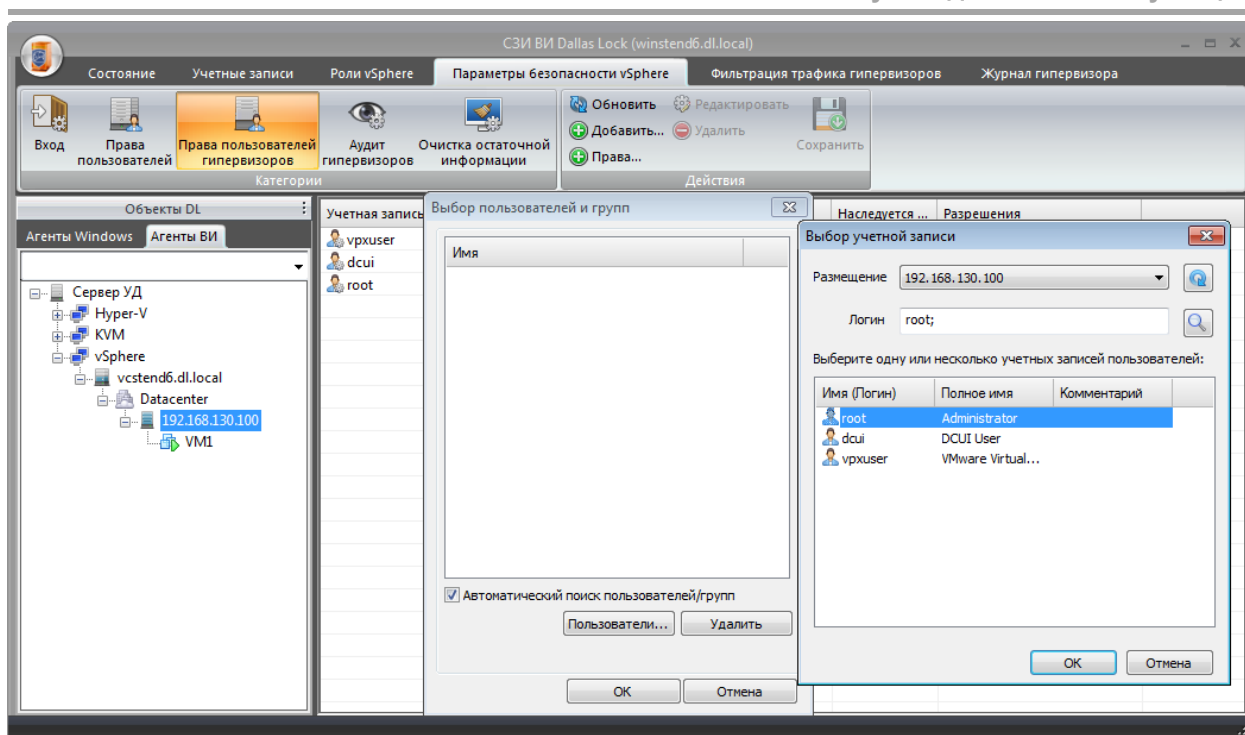 СЗИ ВИ Dallas Lock (winstend6.dl.local)
Состояние Учетные записи Роли vSphere Параметры безопасности vSphere Фильтрация трафика гипервизоров Журнал гипервизора
Вход
Права пользователей
Права пользователей гипервизоров
Аудит гипервизоров
Очистка остаточной информации
Категории
Обновить
Добавить...
Права...
Редактировать
Удалить
Сохранить
Действия
Объекты DL
Агенты Windows Агенты ВИ
Сервер УД
Hyper-V
KVM
vSphere
vcstend6.dl.local
Datacenter
192.168.130.100
VM1
Учетная запись
Наследуется ... Разрешения
vpxuser
dcui
root
Выбор пользователей и групп
Имя
Автоматический поиск пользователей/групп
Пользователи... Удалить
ОК Отмена
Выбор учетной записи
Размещение 192.168.130.100
Логин root;
Выберите одну или несколько учетных записей пользователей:
Имя (Логин) Полное имя Комментарий
root Administrator
dcui DCUI User
vpxuser VMware Virtual...
ОК Отмена